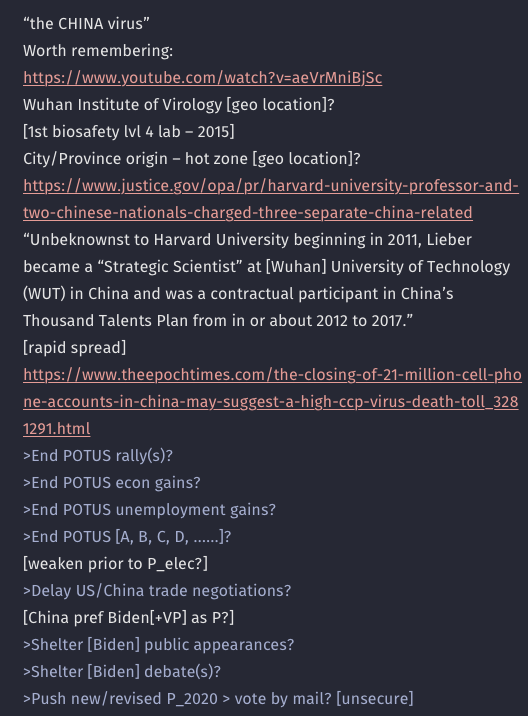 “the CHINA virus”
Worth remembering:
https://www.youtube.com/watch?v=aeVrMniBjSc
Wuhan Institute of Virology [geo location]?
[1st biosafety lvl 4 lab – 2015]
City/Province origin – hot zone [geo location]?
https://www.justice.gov/opa/pr/harvard-university-professor-and-
two-chinese-nationals-charged-three-separate-china-related
“Unbeknownst to Harvard University beginning in 2011, Lieber
became a “Strategic Scientist” at [Wuhan] University of Technology
(WUT) in China and was a contractual participant in China’s
Thousand Talents Plan from in or about 2012 to 2017.”
[rapid spread]
https://www.theepochtimes.com/the-closing-of-21-million-cell-pho
ne-accounts-in-china-may-suggest-a-high-ccp-virus-death-toll_328
1291.html
>End POTUS rally(s)?
>End POTUS econ gains?
>End POTUS unemployment gains?
>End POTUS [A, B, C, D, ......]?
[weaken prior to P_elec?]
>Delay US/China trade negotiations?
[China pref Biden[+VP] as P?]
>Shelter [Biden] public appearances?
>Shelter [Biden] debate(s)?
>Push new/revised P_2020 > vote by mail? [unsecure]